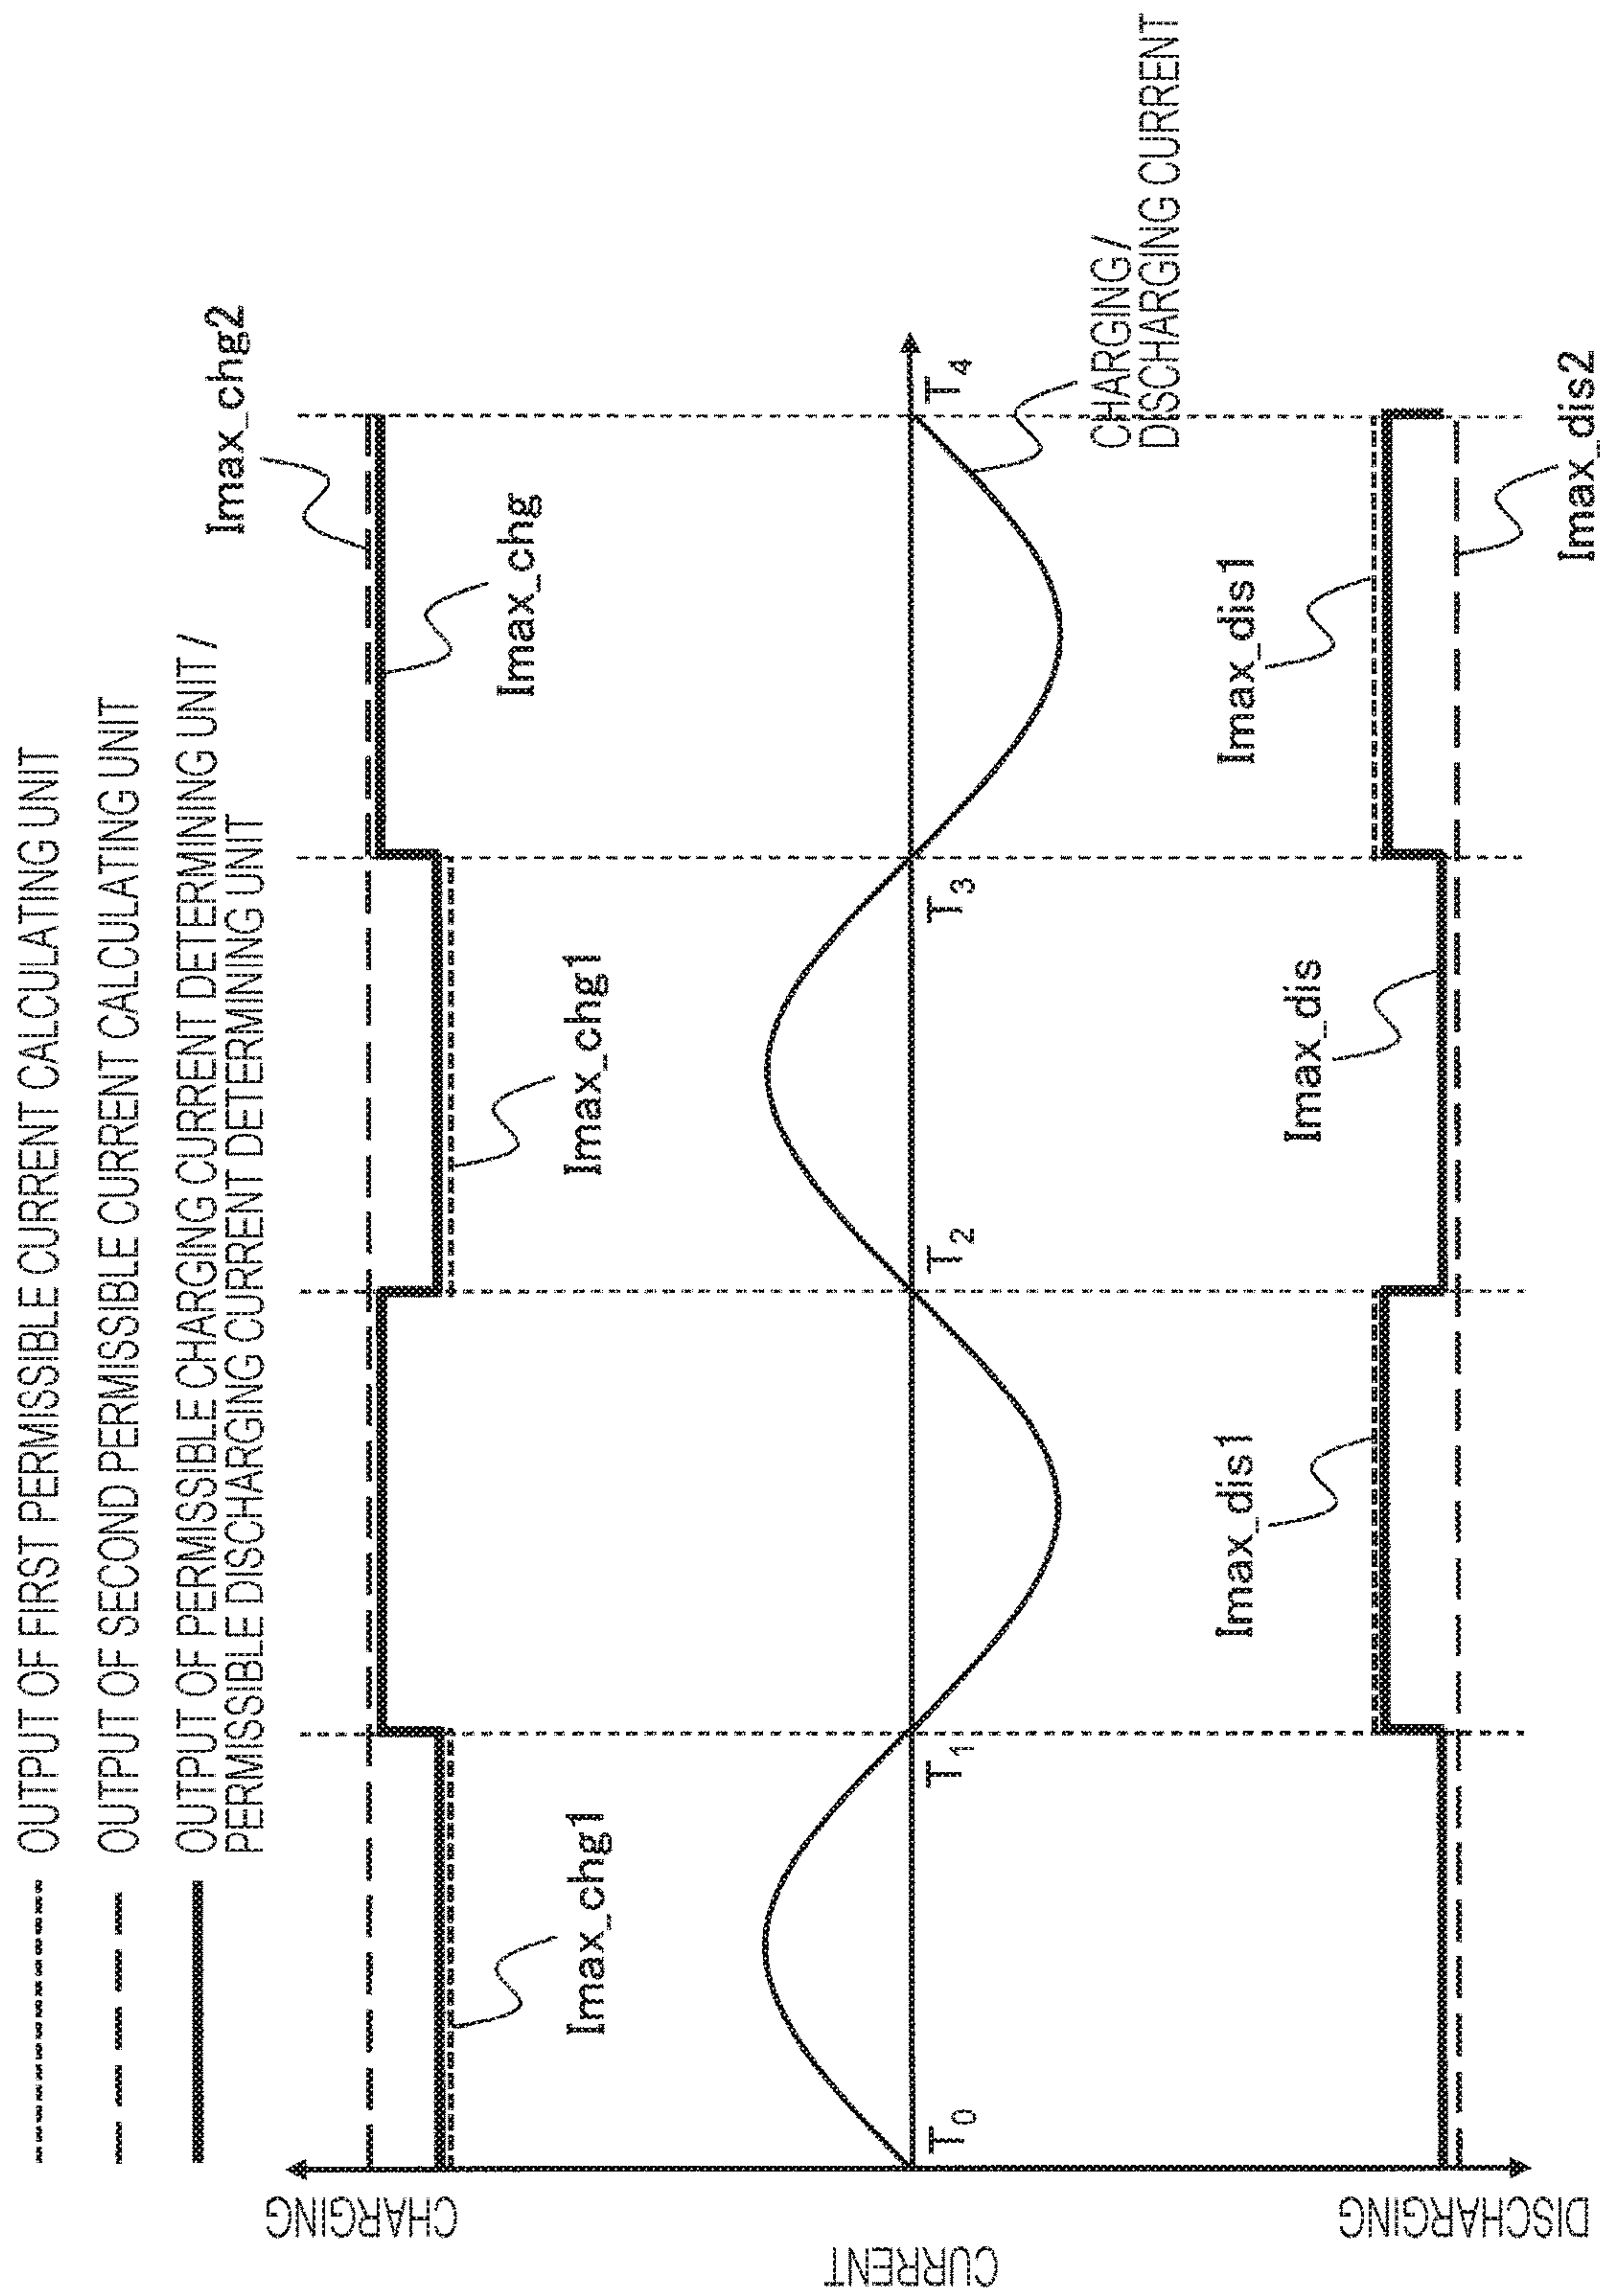 OUTPUT OF FIRST PERMISSIBLE CURRENT CALCULATING UNIT
OUTPUT OF SECOND PERMISSIBLE CURRENT CALCULATING UNIT
OUTPUT OF PERMISSIBLE CHARGING CURRENT DETERMINING UNIT /
PERMISSIBLE DISCHARGING CURRENT DETERMINING UNIT
CHARGING
CURRENT
DISCHARGING
Imax_chg2
Imax_chg
Imax_chg1
Imax_chg1
T0
T1
T2
T3
T4
CHARGING /
DISCHARGING CURRENT
Imax_dis1
Imax_dis1
Imax_dis
Imax_dis2